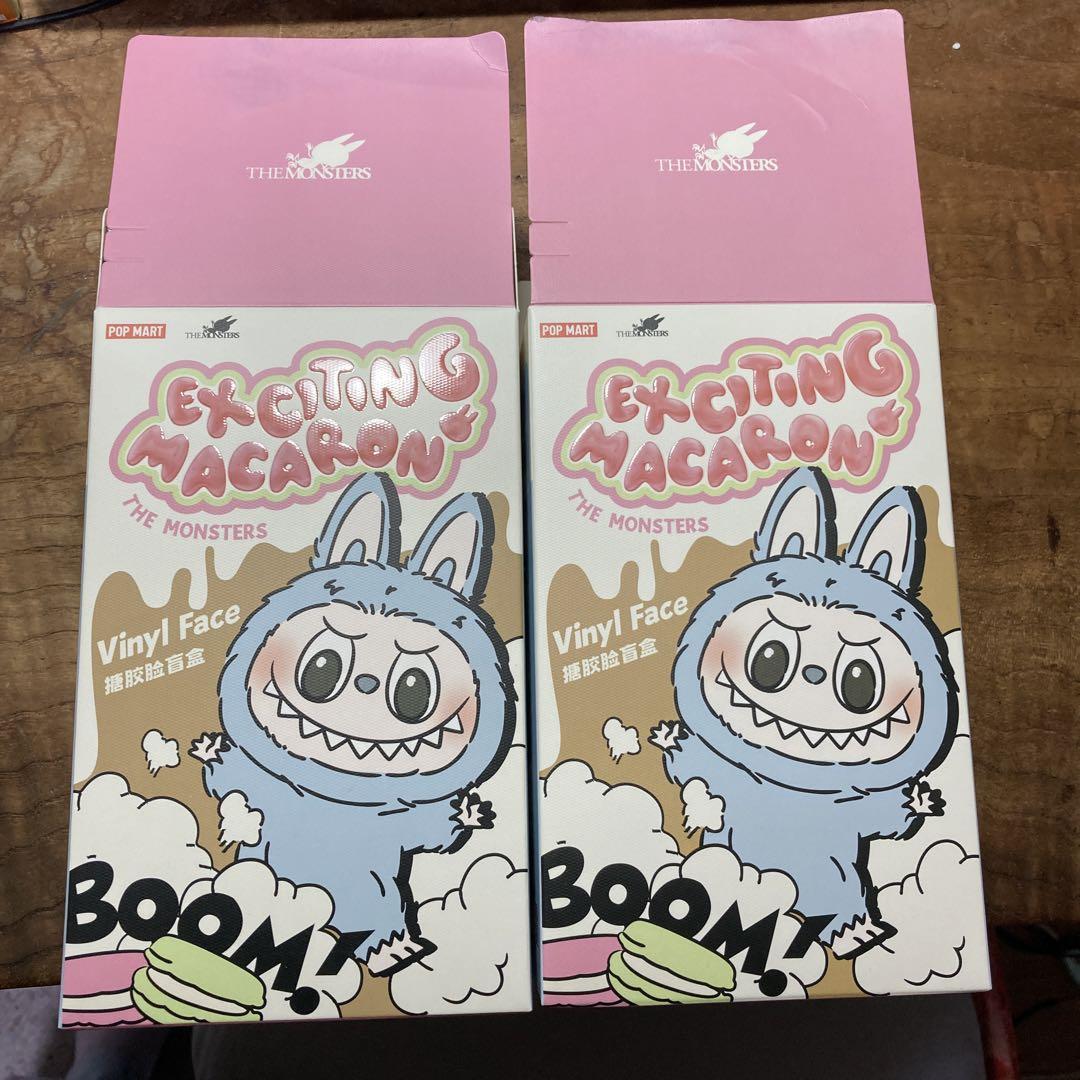 THE MONSTERS
POP MART
THE MONSTERS
EXCITING
MACARON
THE MONSTERS
Vinyl Face
搪胶脸盲盒
BOOM!
THE MONSTERS
POP MART
THE MONSTERS
EXCITING
MACARON
THE MONSTERS
Vinyl Face
搪胶脸盲盒
BOOM!